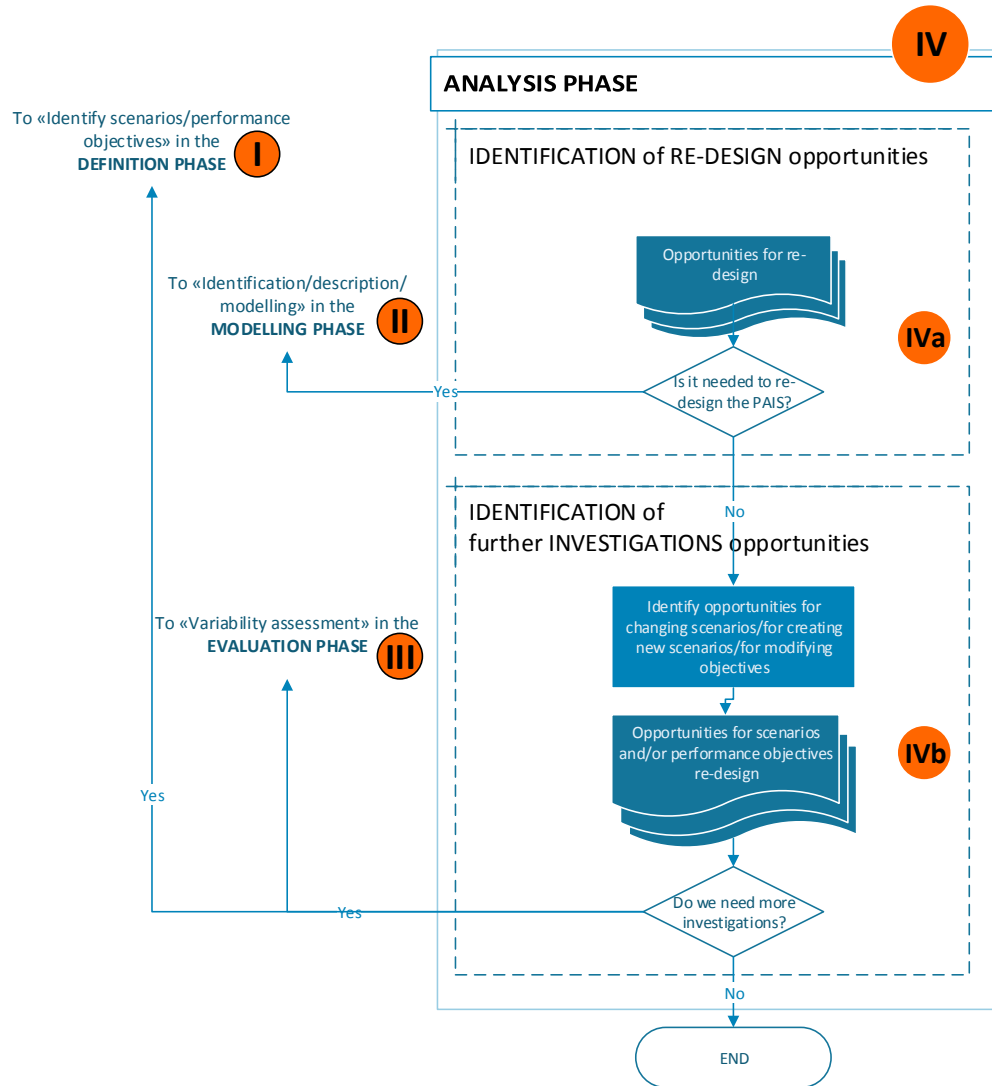 IV
ANALYSIS PHASE
To «Identify scenarios/performance
objectives» in the
DEFINITION PHASE
I
IDENTIFICATION of RE-DESIGN opportunities
Opportunities for re-
design
To «Identification/description/
modelling» in the
MODELLING PHASE
II
IVa
Is it needed to re-
design the PAIS?
Yes
No
IDENTIFICATION of
further INVESTIGATIONS opportunities
Identify opportunities for
changing scenarios/for creating
new scenarios/for modifying
objectives
To «Variability assessment» in the
EVALUATION PHASE
III
Opportunities for scenarios
and/or performance objectives
re-design
IVb
Yes
Do we need more
investigations?
Yes
No
END